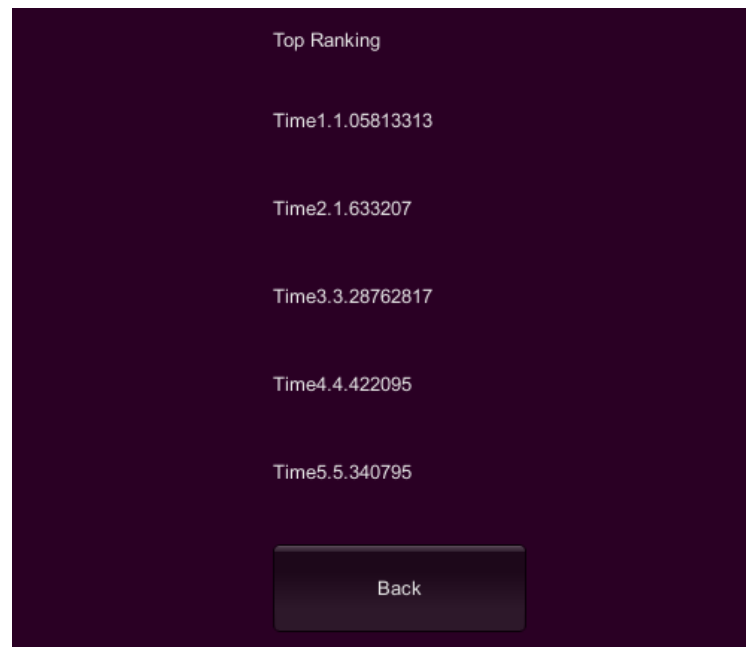 Top Ranking
Time1.1.05813313
Time2.1.633207
Time3.3.28762817
Time4.4.422095
Time5.5.340795
Back